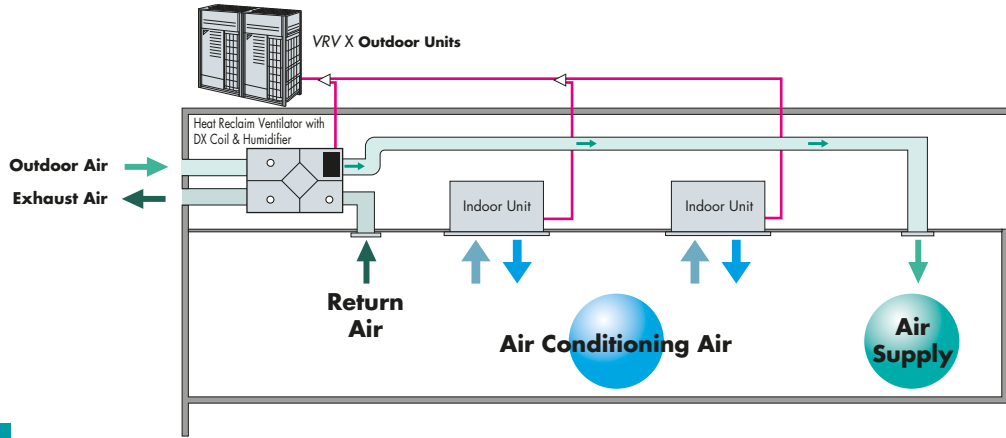 VRV X Outdoor Units
Heat Reclaim Ventilator with
DX Coil & Humidifier
Outdoor Air
Exhaust Air
Indoor Unit
Indoor Unit
Return
Air
Air Conditioning Air
Air
Supply